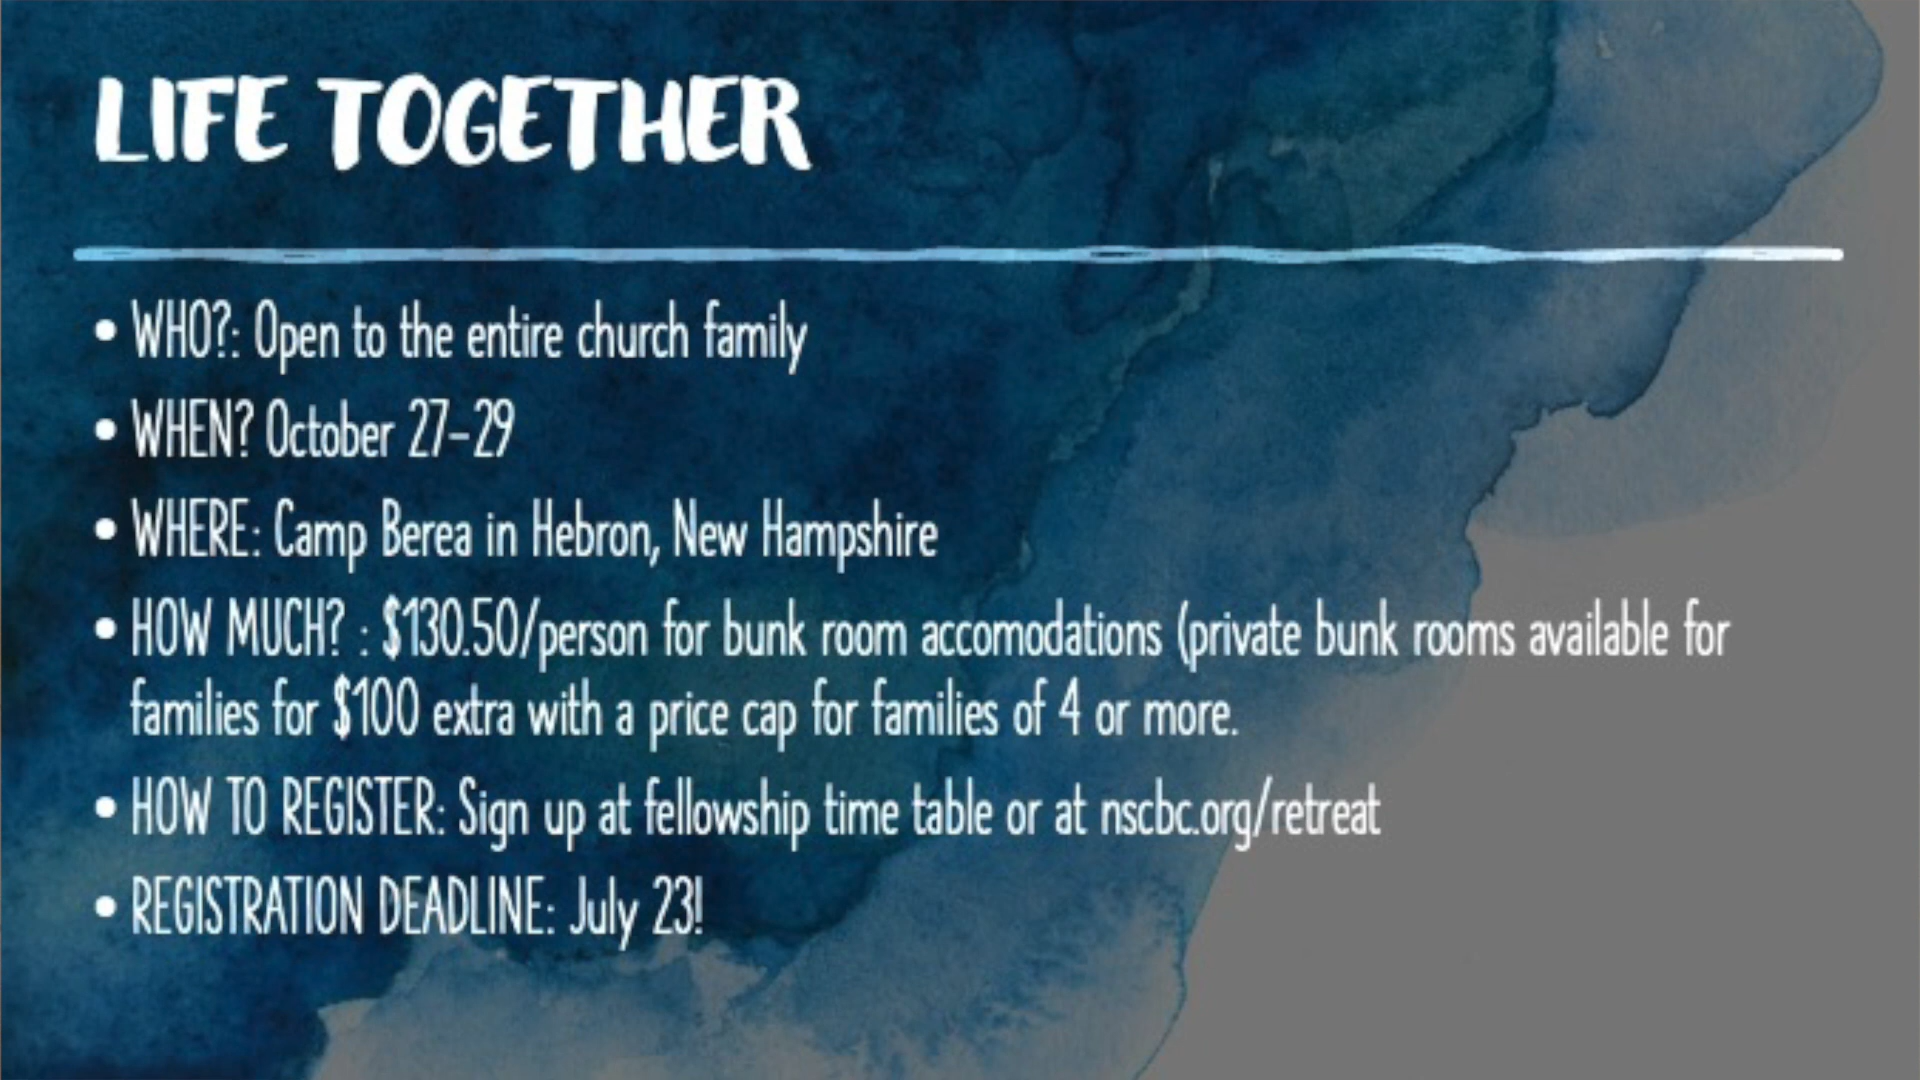 LIFE TOGETHER
• WHO?: Open to the entire church family
• WHEN? October 27–29
• WHERE: Camp Berea in Hebron, New Hampshire
• HOW MUCH? : $130.50/person for bunk room accomodations (private bunk rooms available for
families for $100 extra with a price cap for families of 4 or more.
• HOW TO REGISTER: Sign up at fellowship time table or at nscbc.org/retreat
• REGISTRATION DEADLINE: July 23!